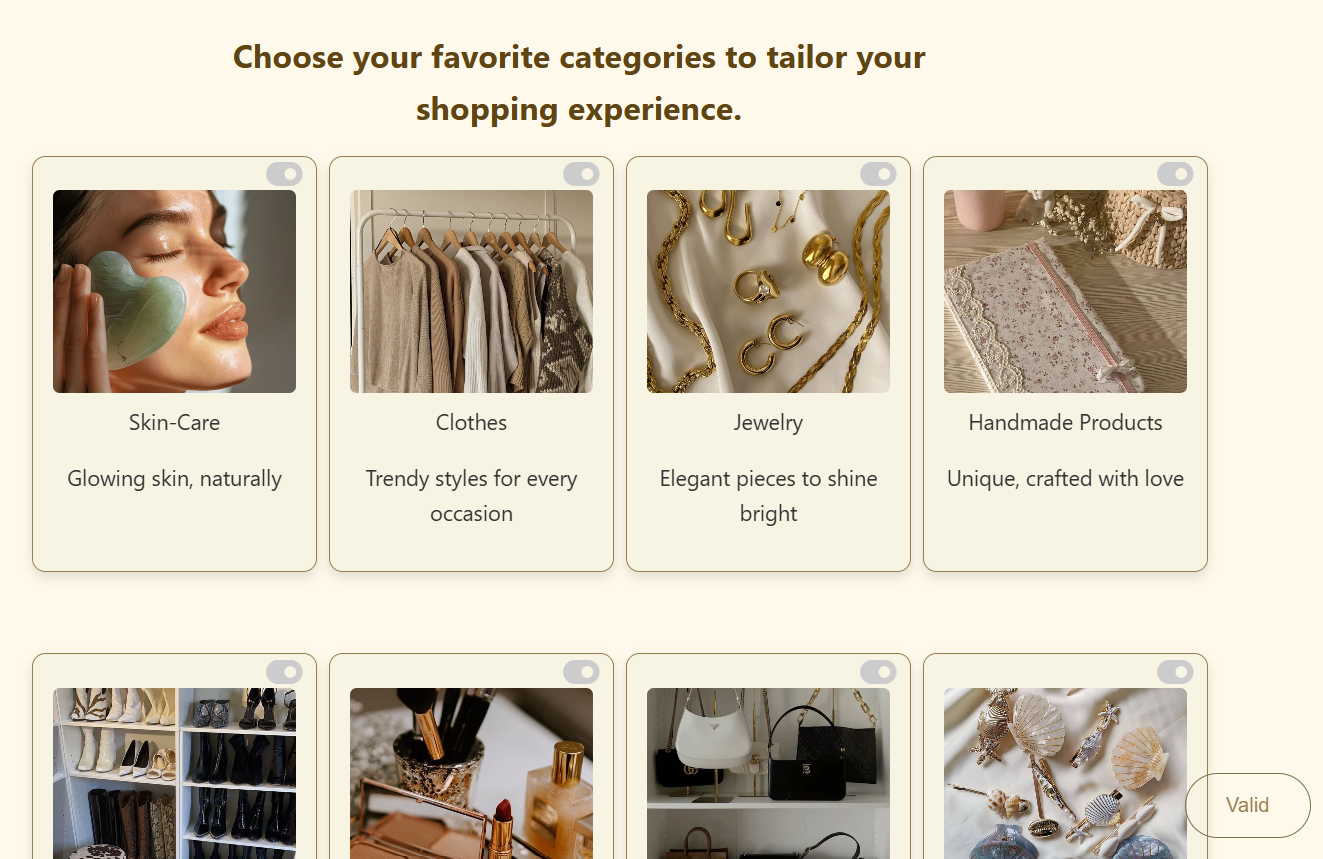 Choose your favorite categories to tailor your
shopping experience.
Skin-Care
Glowing skin, naturally
Clothes
Trendy styles for every
occasion
Jewelry
Elegant pieces to shine
bright
Handmade Products
Unique, crafted with love
Valid